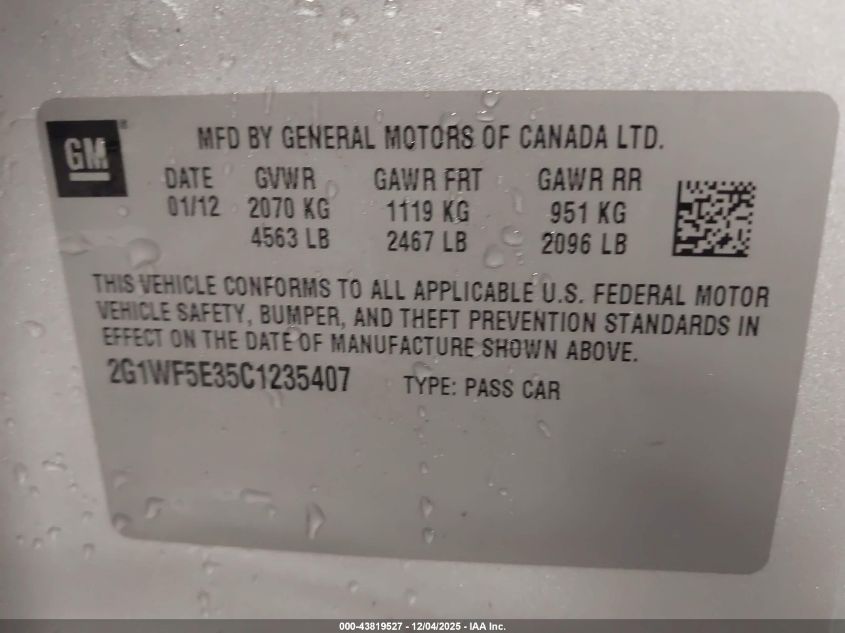 GM®
MFD BY GENERAL MOTORS OF CANADA LTD.
DATE GVWR GAWR FRT GAWR RR
01/12 2070 KG 1119 KG 951 KG
4563 LB 2467 LB 2096 LB
THIS VEHICLE CONFORMS TO ALL APPLICABLE U.S. FEDERAL MOTOR
VEHICLE SAFETY, BUMPER, AND THEFT PREVENTION STANDARDS IN
EFFECT ON THE DATE OF MANUFACTURE SHOWN ABOVE.
2G1WF5E35C1235407 TYPE: PASS CAR
000-43819527 - 12/04/2025 - IAA Inc.